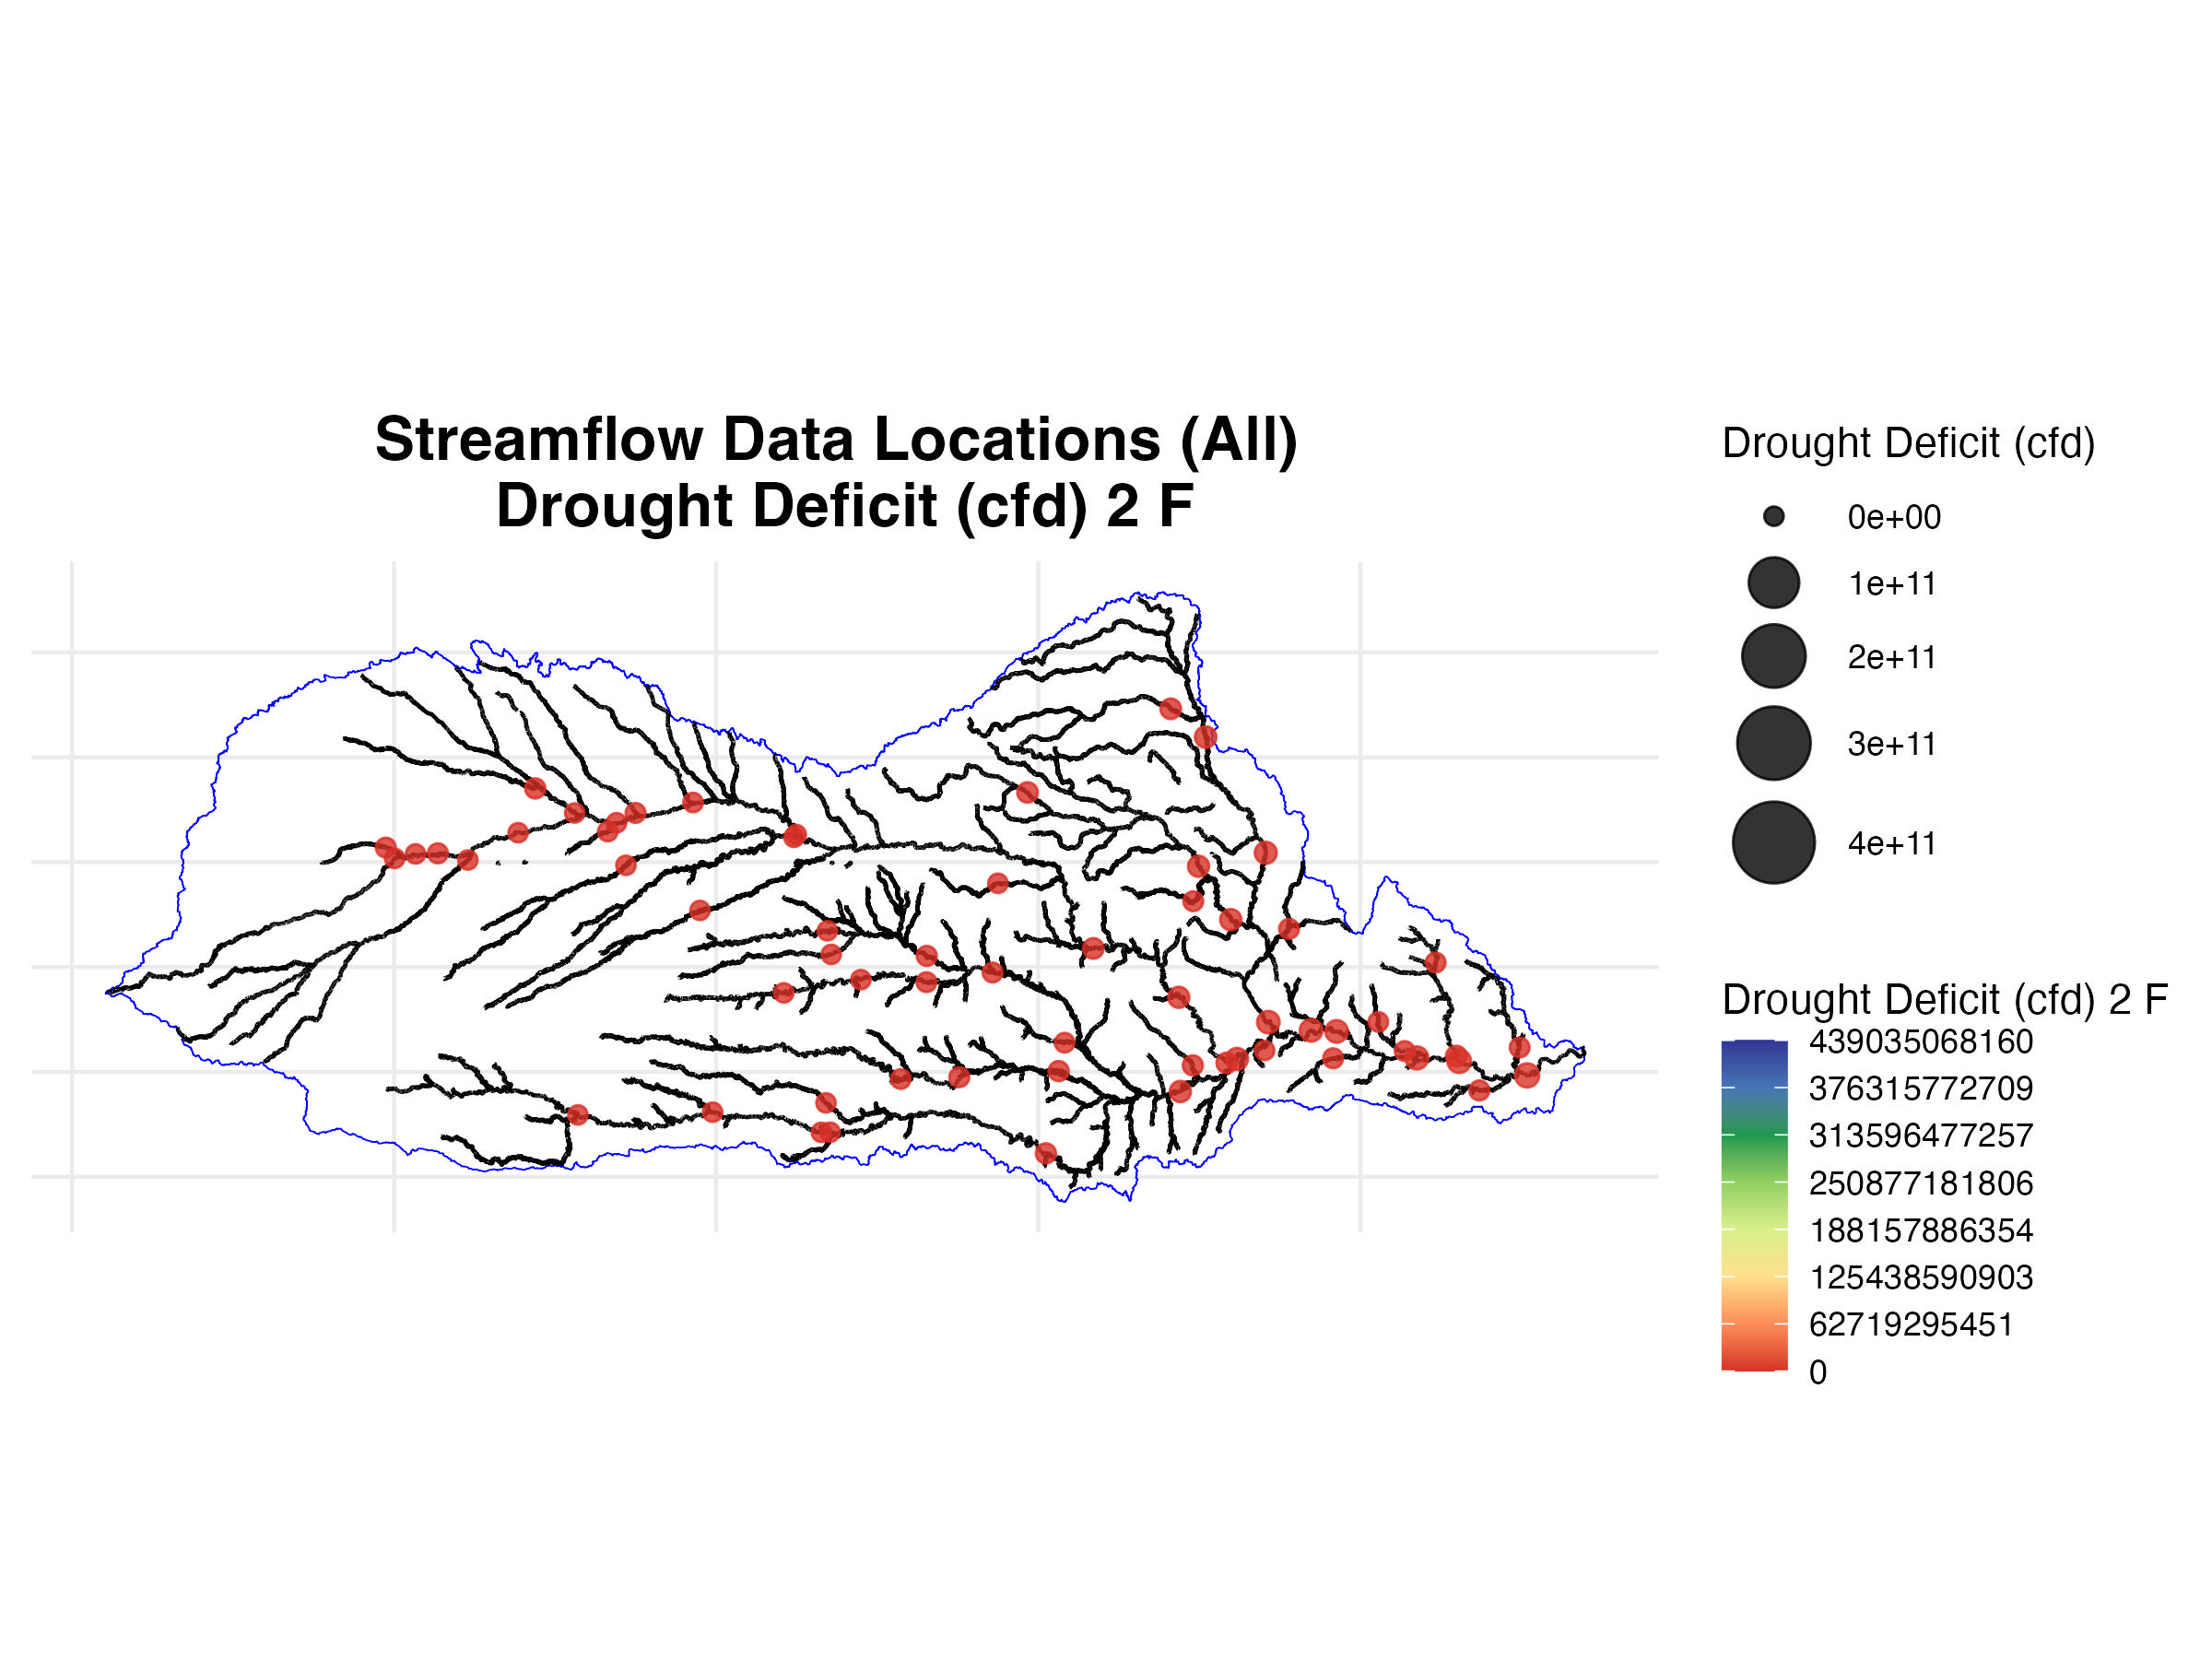 Streamflow Data Locations (All)
Drought Deficit (cfd) 2 F
Drought Deficit (cfd)
0e+00
1e+11
2e+11
3e+11
4e+11
Drought Deficit (cfd) 2 F
439035068160
376315772709
313596477257
250877181806
188157886354
125438590903
62719295451
0